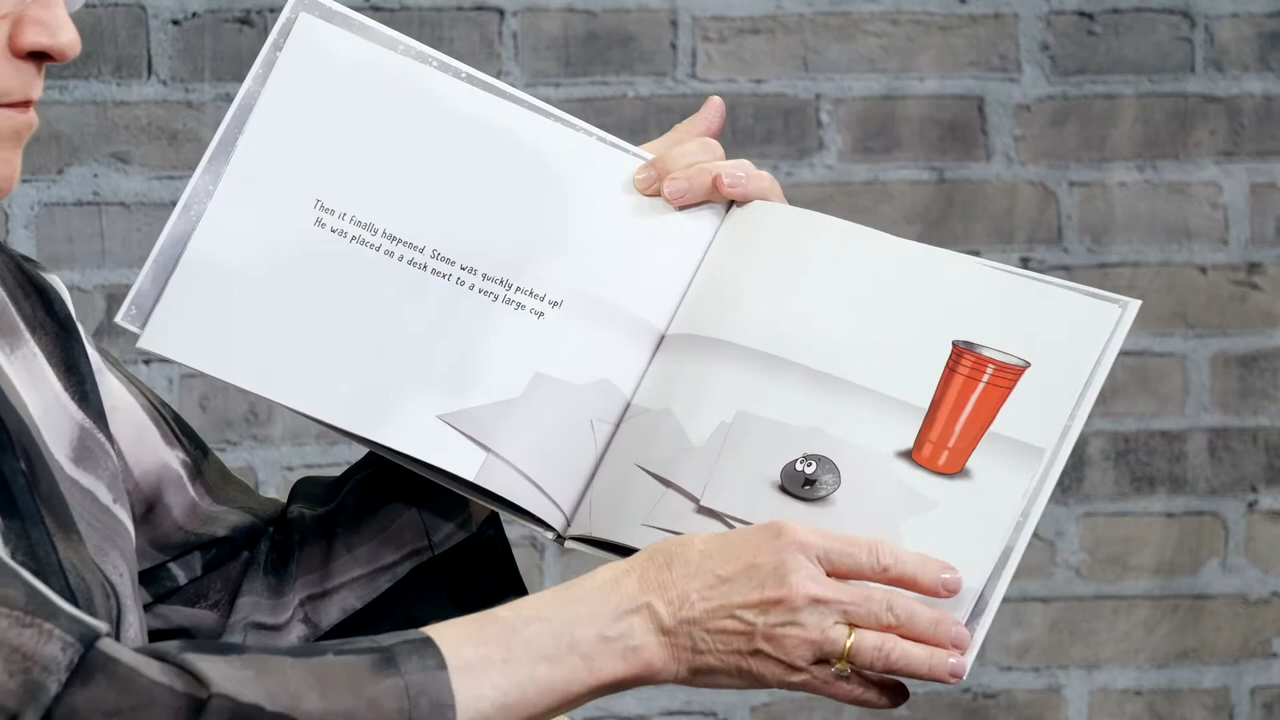 Then it finally happened. Stone was quickly picked up!
He was placed on a desk next to a very large cup.